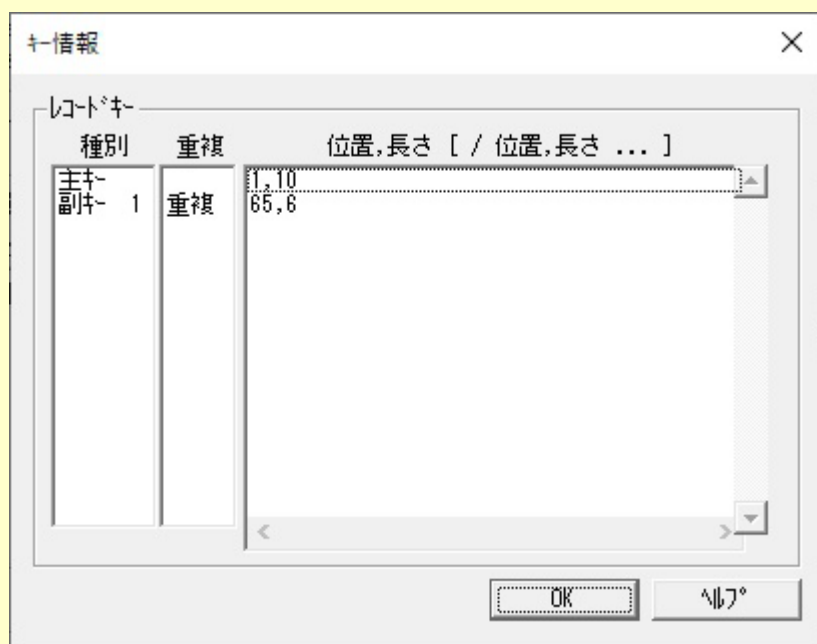 ｷｰ情報
ﾚｺｰﾄﾞｷｰ
種別 重複 位置,長さ [ / 位置,長さ ... ]
主ｷｰ 1,10
副ｷｰ 1 重複 65,6
OK ﾍﾙﾌﾟ